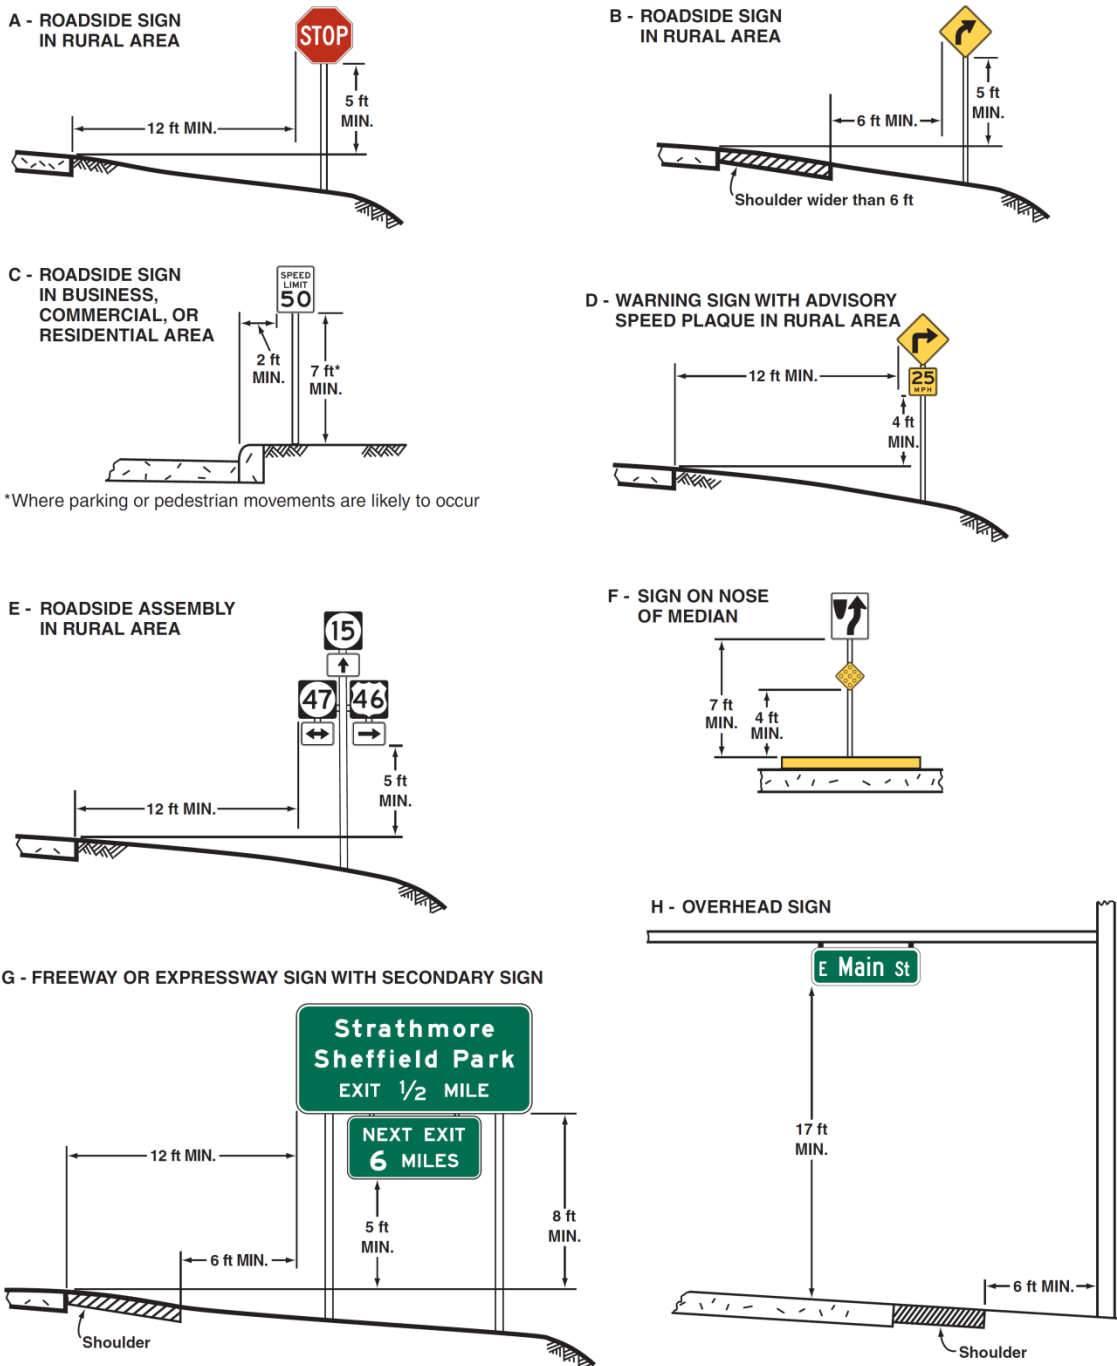 A - ROADSIDE SIGN
IN RURAL AREA
STOP
5 ft
MIN.
12 ft MIN.
B - ROADSIDE SIGN
IN RURAL AREA
5 ft
MIN.
6 ft MIN.
Shoulder wider than 6 ft
C - ROADSIDE SIGN
IN BUSINESS,
COMMERCIAL, OR
RESIDENTIAL AREA
SPEED
LIMIT
50
2 ft
MIN.
7 ft*
MIN.
*Where parking or pedestrian movements are likely to occur
D - WARNING SIGN WITH ADVISORY
SPEED PLAQUE IN RURAL AREA
25
MPH
12 ft MIN.
4 ft
MIN.
E - ROADSIDE ASSEMBLY
IN RURAL AREA
15
47
46
5 ft
MIN.
12 ft MIN.
F - SIGN ON NOSE
OF MEDIAN
7 ft
MIN.
4 ft
MIN.
G - FREEWAY OR EXPRESSWAY SIGN WITH SECONDARY SIGN
Strathmore
Sheffield Park
EXIT 1/2 MILE
NEXT EXIT
6 MILES
12 ft MIN.
6 ft MIN.
5 ft
MIN.
8 ft
MIN.
Shoulder
H - OVERHEAD SIGN
E Main St
17 ft
MIN.
6 ft MIN.
Shoulder